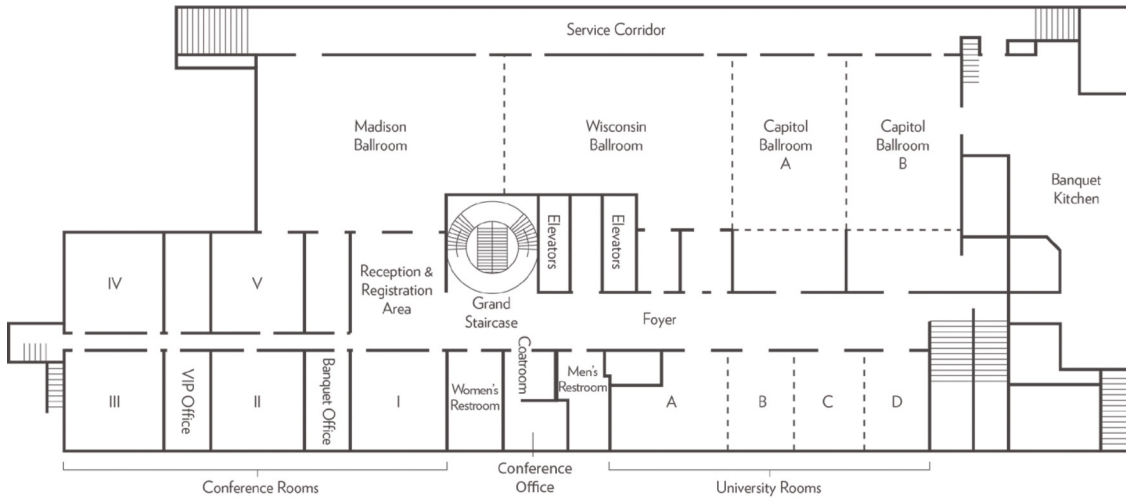 Service Corridor
Madison
Ballroom
Wisconsin
Ballroom
Capitol
Ballroom
A
Capitol
Ballroom
B
Banquet
Kitchen
Elevators
Elevators
IV
V
Reception &
Registration
Area
Grand
Staircase
Foyer
III
VIP Office
II
Banquet Office
I
Women's
Restroom
Coatroom
Men's
Restroom
A
B
C
D
Conference Rooms
Conference
Office
University Rooms